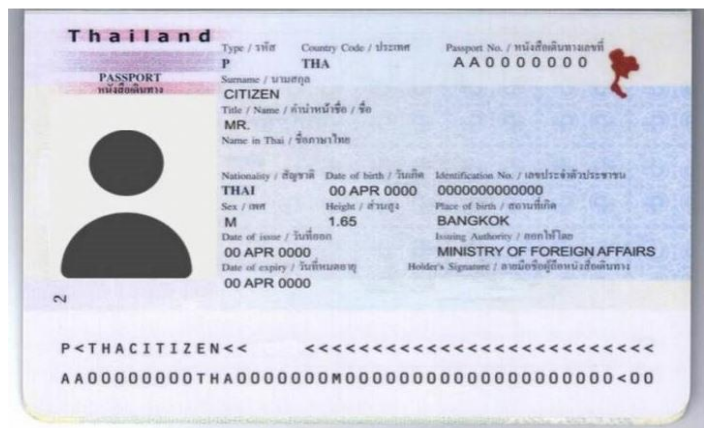 Thailand
PASSPORT
หนังสือเดินทาง
Type / รหัส Country Code / ประเทศ Passport No. / หนังสือเดินทางเลขที่
P THA AA0000000
Surname / นามสกุล
CITIZEN
Title / Name / คำนำหน้าชื่อ / ชื่อ
MR.
Name in Thai / ชื่อภาษาไทย
Nationality / สัญชาติ Date of birth / วันเกิด Identification No. / เลขประจำตัวประชาชน
THAI 00 APR 0000 0000000000000
Sex / เพศ Height / ส่วนสูง Place of birth / สถานที่เกิด
M 1.65 BANGKOK
Date of issue / วันที่ออก Issuing Authority / ออกให้โดย
00 APR 0000 MINISTRY OF FOREIGN AFFAIRS
Date of expiry / วันที่หมดอายุ Holder's Signature / ลายมือชื่อผู้ถือหนังสือเดินทาง
00 APR 0000
2
P<THACITIZEN<< <<<<<<<<<<<<<<<<<<<<<<<<<<
AA00000000THA0000000M00000000000000000000000<00